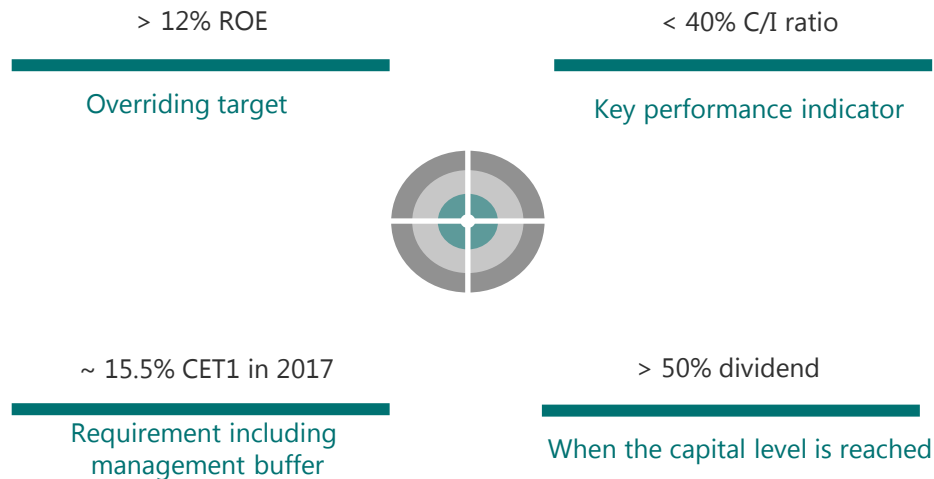 > 12% ROE
Overriding target
< 40% C/I ratio
Key performance indicator
~ 15.5% CET1 in 2017
Requirement including
management buffer
> 50% dividend
When the capital level is reached